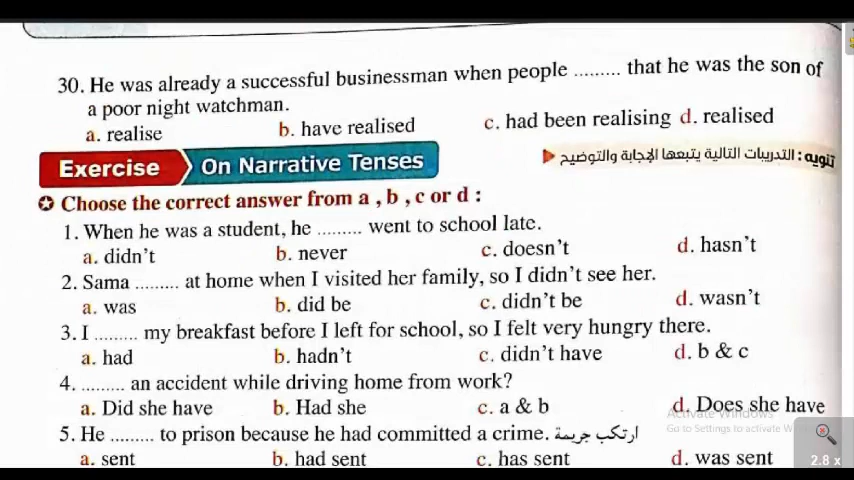 30. He was already a successful businessman when people ......... that he was the son of
a poor night watchman.
a. realise b. have realised c. had been realising d. realised
Exercise On Narrative Tenses
تنويه : التدريبات التالية يتبعها الإجابة والتوضيح
Choose the correct answer from a , b , c or d :
1. When he was a student, he ......... went to school late.
a. didn't b. never c. doesn't d. hasn't
2. Sama ......... at home when I visited her family, so I didn't see her.
a. was b. did be c. didn't be d. wasn't
3. I ......... my breakfast before I left for school, so I felt very hungry there.
a. had b. hadn't c. didn't have d. b & c
4. ......... an accident while driving home from work?
a. Did she have b. Had she c. a & b d. Does she have
Activate Windows
Go to Settings to activate
5. He ......... to prison because he had committed a crime. ارتكب جريمة
a. sent b. had sent c. has sent d. was sent
2.8 x